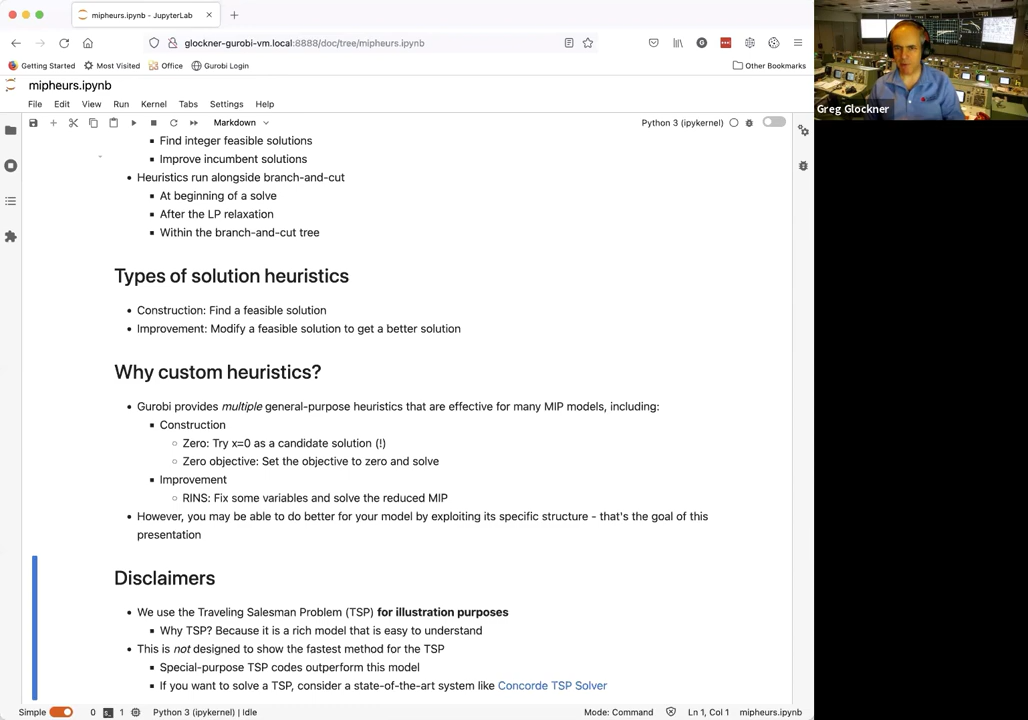 mipheurs.ipynb - JupyterLab
glockner-gurobi-vm.local:8888/doc/tree/mipheurs.ipynb
Getting Started
Most Visited
Office
Gurobi Login
Other Bookmarks
mipheurs.ipynb
File Edit View Run Kernel Tabs Settings Help
Markdown
Python 3 (ipykernel)
Greg Glockner
Find integer feasible solutions
Improve incumbent solutions
Heuristics run alongside branch-and-cut
At beginning of a solve
After the LP relaxation
Within the branch-and-cut tree
Types of solution heuristics
Construction: Find a feasible solution
Improvement: Modify a feasible solution to get a better solution
Why custom heuristics?
Gurobi provides multiple general-purpose heuristics that are effective for many MIP models, including:
Construction
Zero: Try x=0 as a candidate solution (!)
Zero objective: Set the objective to zero and solve
Improvement
RINS: Fix some variables and solve the reduced MIP
However, you may be able to do better for your model by exploiting its specific structure - that's the goal of this
presentation
Disclaimers
We use the Traveling Salesman Problem (TSP) for illustration purposes
Why TSP? Because it is a rich model that is easy to understand
This is not designed to show the fastest method for the TSP
Special-purpose TSP codes outperform this model
If you want to solve a TSP, consider a state-of-the-art system like Concorde TSP Solver
Simple 0 1 Python 3 (ipykernel) | Idle Mode: Command Ln 1, Col 1 mipheurs.ipynb